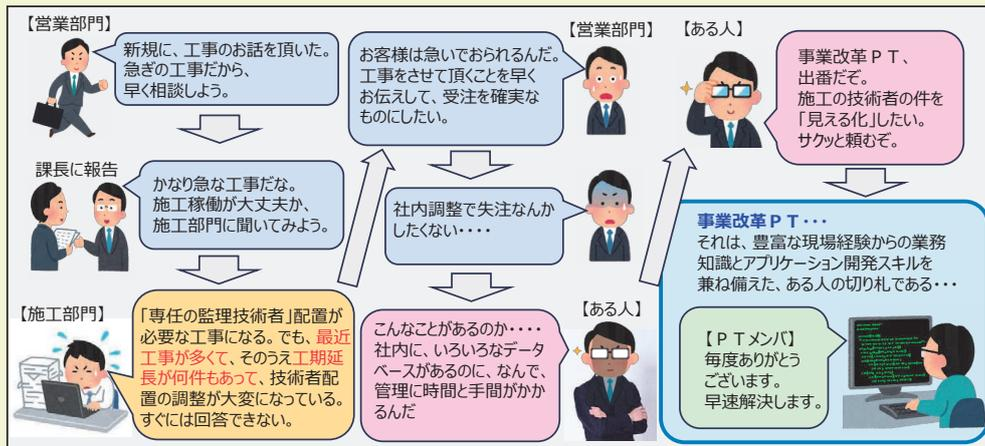 【営業部門】
新規に、工事のお話を頂いた。
急ぎの工事だから、
早く相談しよう。
課長に報告
かなり急な工事だな。
施工稼働が大丈夫か、
施工部門に聞いてみよう。
【施工部門】
「専任の監理技術者」配置が
必要な工事になる。でも、最近
工事が多くて、そのうえ工期延
長が何件もあって、技術者配
置の調整が大変になっている。
すぐには回答できない。
【営業部門】
お客様は急いでおられるんだ。
工事をさせて頂くことを早く
お伝えして、受注を確実な
ものにしたい。
社内調整で失注なんか
したくない・・・・
【ある人】
こんなことがあるのか・・・・
社内に、いろいろなデータ
ベースがあるのに、なんで、
管理に時間と手間がかか
るんだ
【ある人】
事業改革ＰＴ、
出番だぞ。
施工の技術者の件を
「見える化」したい。
サクッと頼むぞ。
事業改革ＰＴ・・・
それは、豊富な現場経験からの業務
知識とアプリケーション開発スキルを
兼ね備えた、ある人の切り札である・・・
【ＰＴメンバ】
毎度ありがとう
ございます。
早速解決します。